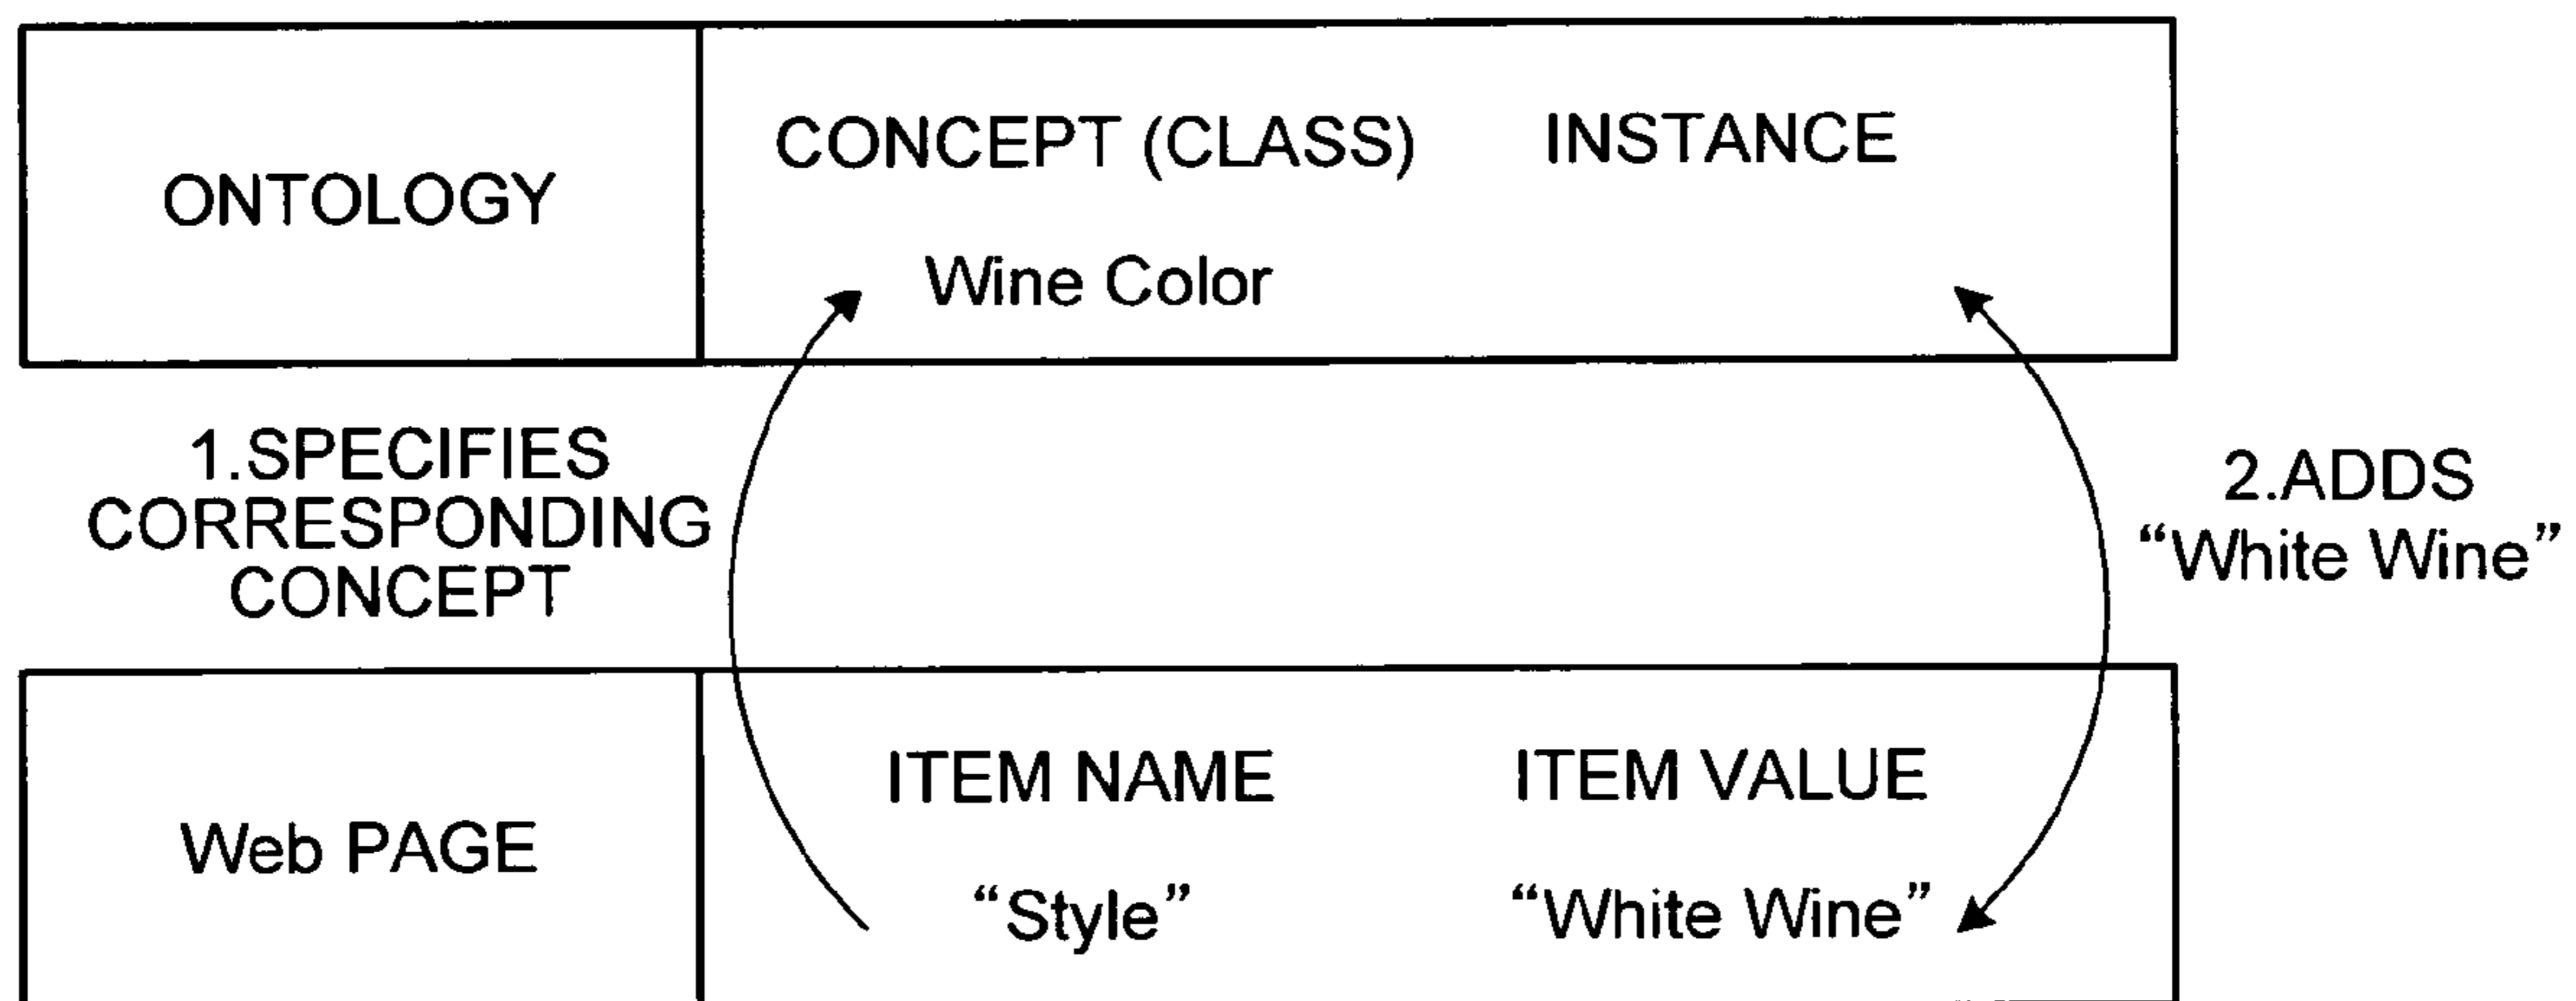 ONTOLOGY
CONCEPT (CLASS) INSTANCE
Wine Color
1.SPECIFIES
CORRESPONDING
CONCEPT
2.ADDS
“White Wine”
Web PAGE
ITEM NAME ITEM VALUE
“Style” “White Wine”